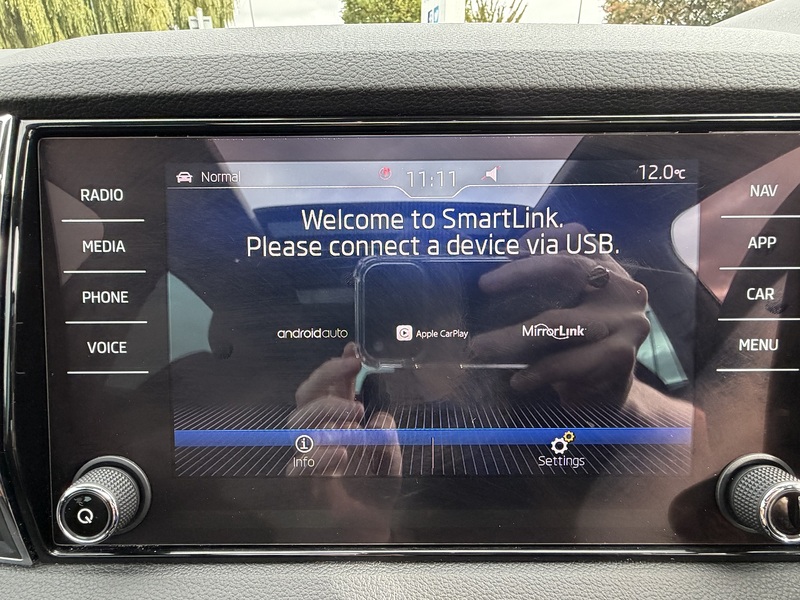 RADIO
MEDIA
PHONE
VOICE
Normal
11:11
12.0°C
Welcome to SmartLink.
Please connect a device via USB.
androidauto
Apple CarPlay
MirrorLink
Info
Settings
NAV
APP
CAR
MENU